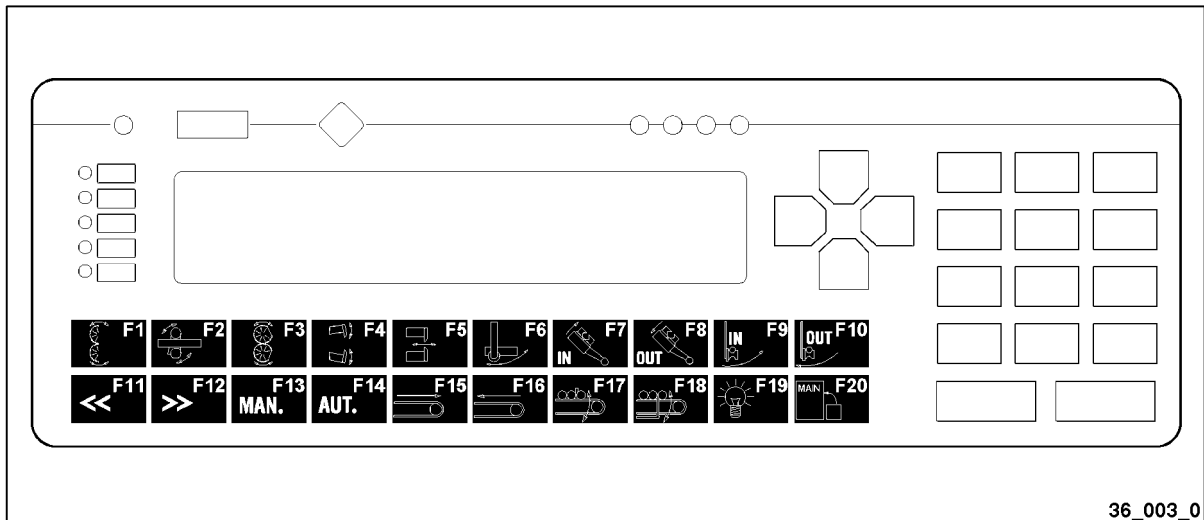 F1 F2 F3 F4 F5 F6 F7 IN F8 OUT F9 IN F10 OUT
F11 << F12 >> F13 MAN. F14 AUT. F15 F16 F17 F18 F19 F20 MAIN
36_003_0